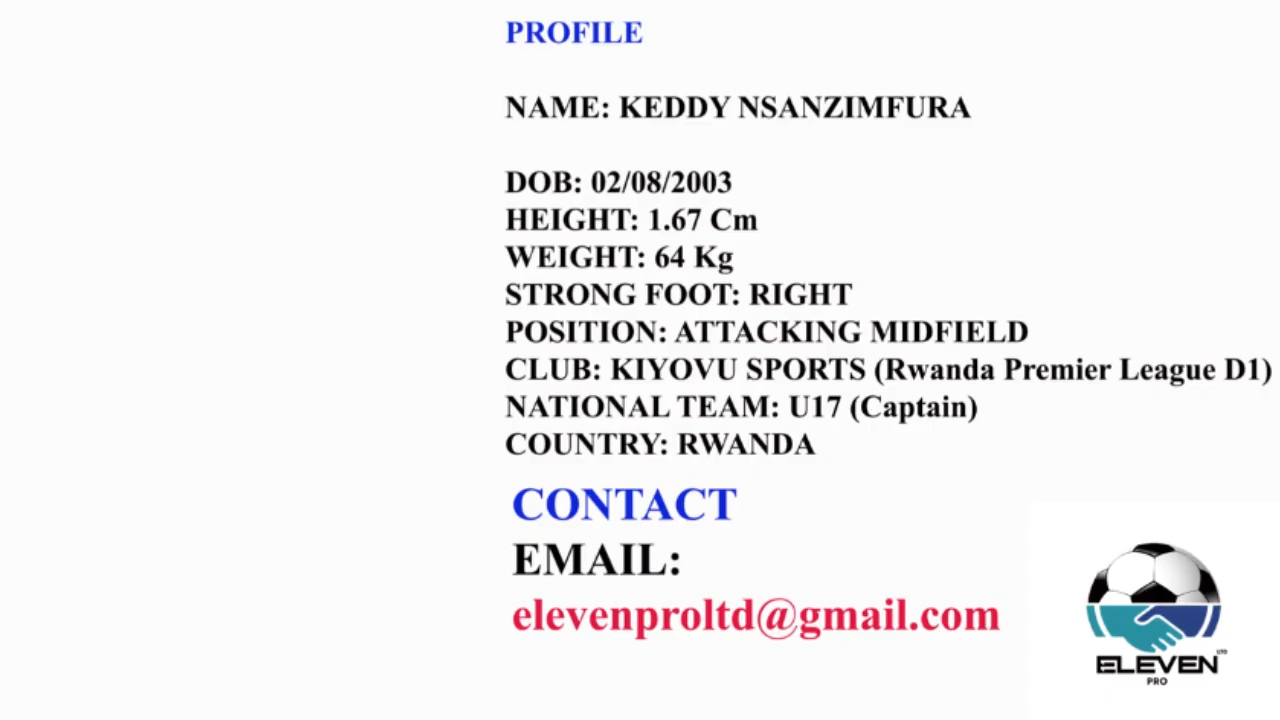 PROFILE
NAME: KEDDY NSANZIMFURA
DOB: 02/08/2003
HEIGHT: 1.67 Cm
WEIGHT: 64 Kg
STRONG FOOT: RIGHT
POSITION: ATTACKING MIDFIELD
CLUB: KIYOVU SPORTS (Rwanda Premier League D1)
NATIONAL TEAM: U17 (Captain)
COUNTRY: RWANDA
CONTACT
EMAIL:
elevenproltd@gmail.com
ELEVEN LTD
PRO